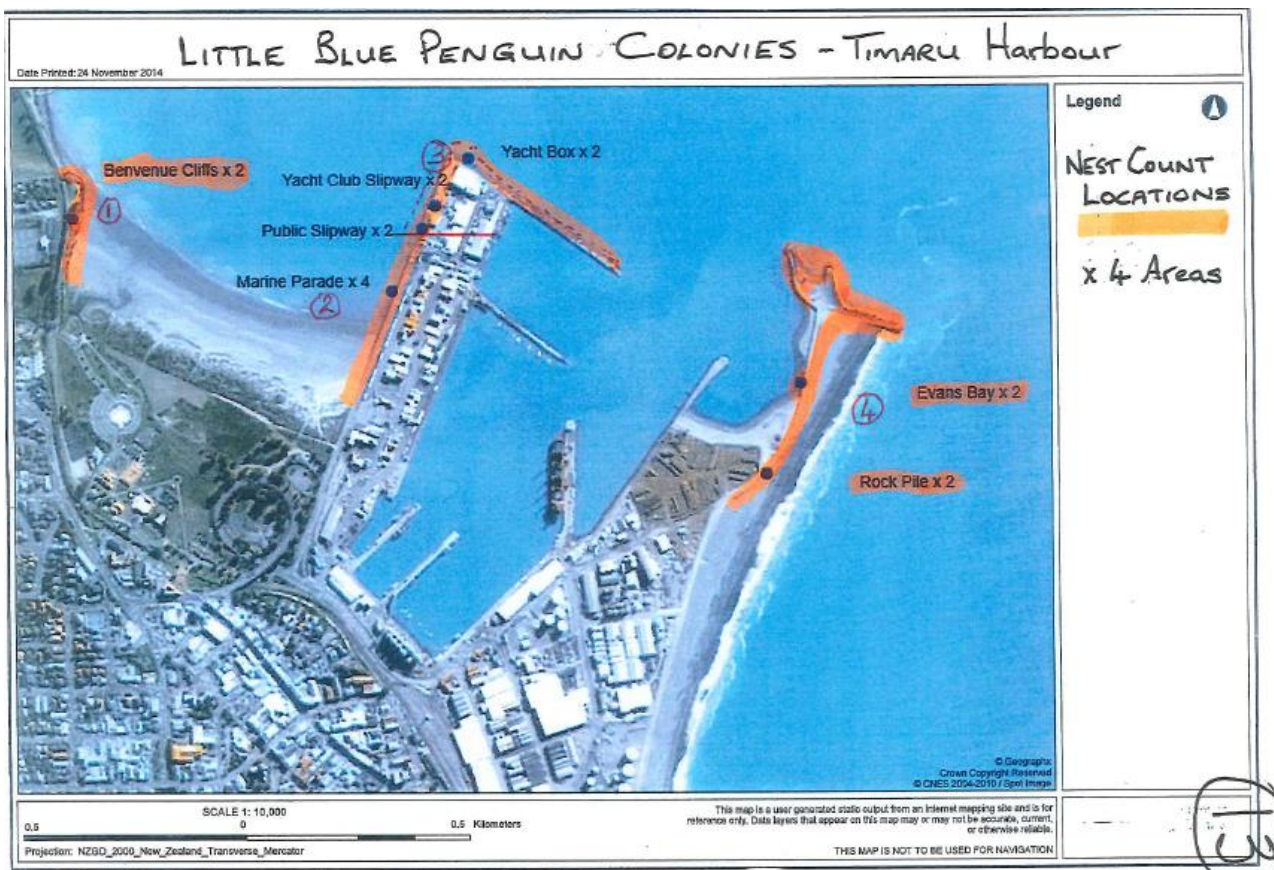 LITTLE BLUE PENGUIN COLONIES - TIMARU Harbour
Date Printed: 24 November 2014
Legend
NEST COUNT
LOCATIONS
x 4 Areas
Benvenue Cliffs x 2
1
3
Yacht Box x 2
Yacht Club Slipway x 2
Public Slipway x 2
Marine Parade x 4
2
Evans Bay x 2
4
Rock Pile x 2
© Geographx
Crown Copyright Reserved
© CNES 2004-2010 / Spot Image
SCALE 1: 10,000
0.5 0 0.5 Kilometers
Projection: NZGD_2000_New_Zealand_Transverse_Mercator
This map is a user generated static output from an Internet mapping site and is for
reference only. Data layers that appear on this map may or may not be accurate, current,
or otherwise reliable.
THIS MAP IS NOT TO BE USED FOR NAVIGATION